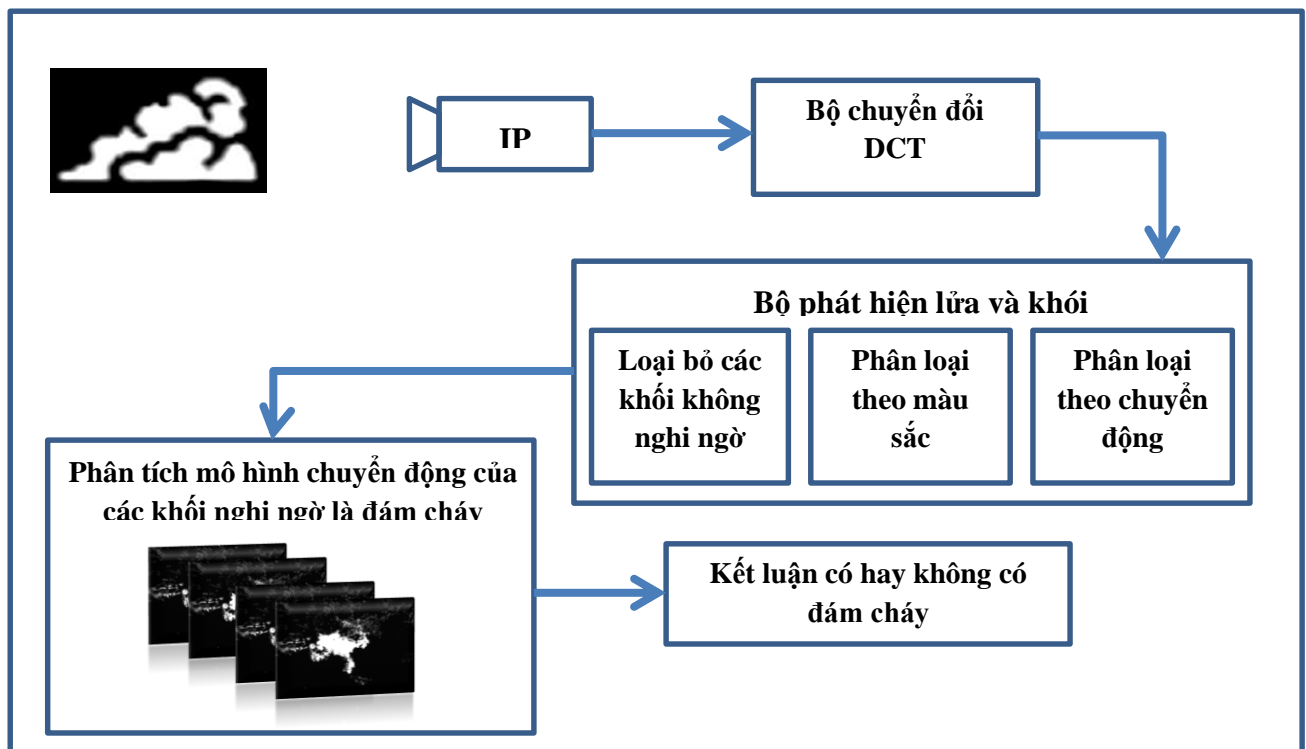 IP
Bộ chuyển đổi
DCT
Bộ phát hiện lửa và khói
Loại bỏ các
khối không
nghi ngờ
Phân loại
theo màu
sắc
Phân loại
theo chuyển
động
Phân tích mô hình chuyển động của
các khối nghi ngờ là đám cháy
Kết luận có hay không có
đám cháy